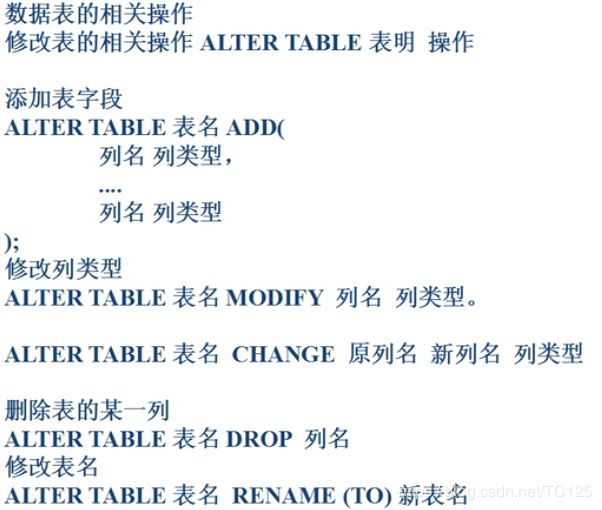 数据表的相关操作
修改表的相关操作 ALTER TABLE 表明 操作
添加表字段
ALTER TABLE 表名 ADD(
列名 列类型,
....
列名 列类型
);
修改列类型
ALTER TABLE 表名 MODIFY 列名 列类型。
ALTER TABLE 表名 CHANGE 原列名 新列名 列类型
删除表的某一列
ALTER TABLE 表名 DROP 列名
修改表名
ALTER TABLE 表名 RENAME (TO) 新表名
https://blog.csdn.net/TC125